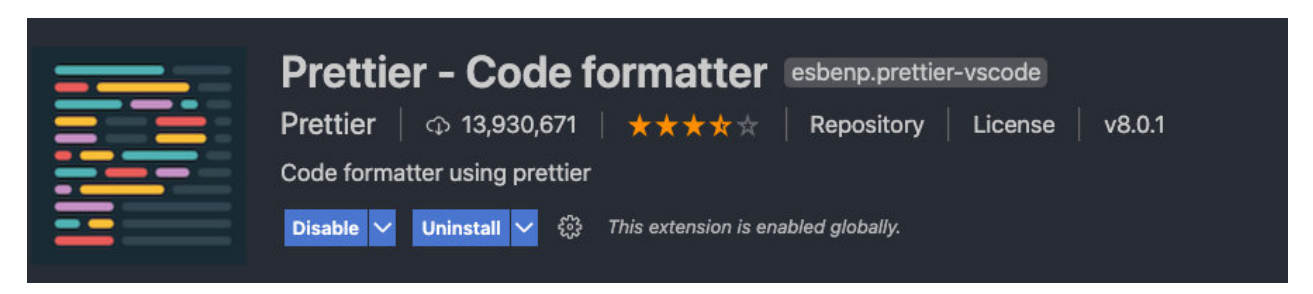 Prettier - Code formatter esbenp.prettier-vscode
Prettier 13,930,671 Repository License v8.0.1
Code formatter using prettier
Disable Uninstall This extension is enabled globally.